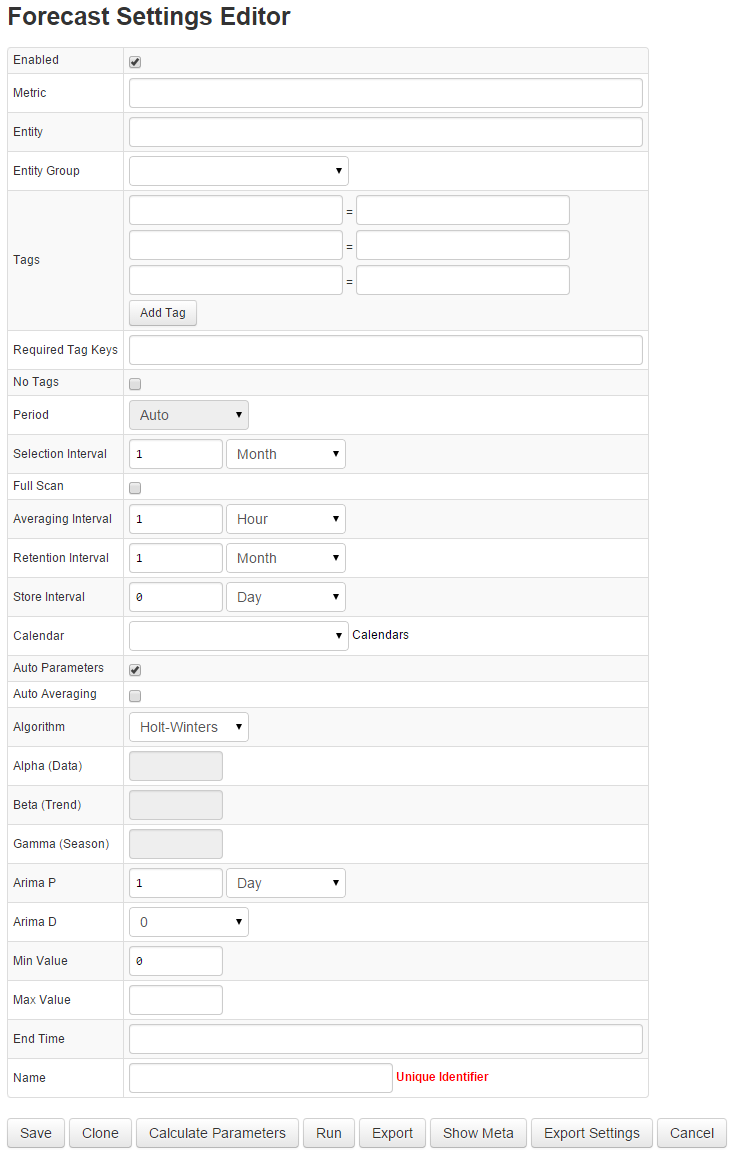 Forecast Settings Editor
Enabled
Metric
Entity
Entity Group
Tags
=
=
=
Add Tag
Required Tag Keys
No Tags
Period Auto
Selection Interval 1 Month
Full Scan
Averaging Interval 1 Hour
Retention Interval 1 Month
Store Interval 0 Day
Calendar Calendars
Auto Parameters
Auto Averaging
Algorithm Holt-Winters
Alpha (Data)
Beta (Trend)
Gamma (Season)
Arima P 1 Day
Arima D 0
Min Value 0
Max Value
End Time
Name Unique Identifier
Save Clone Calculate Parameters Run Export Show Meta Export Settings Cancel